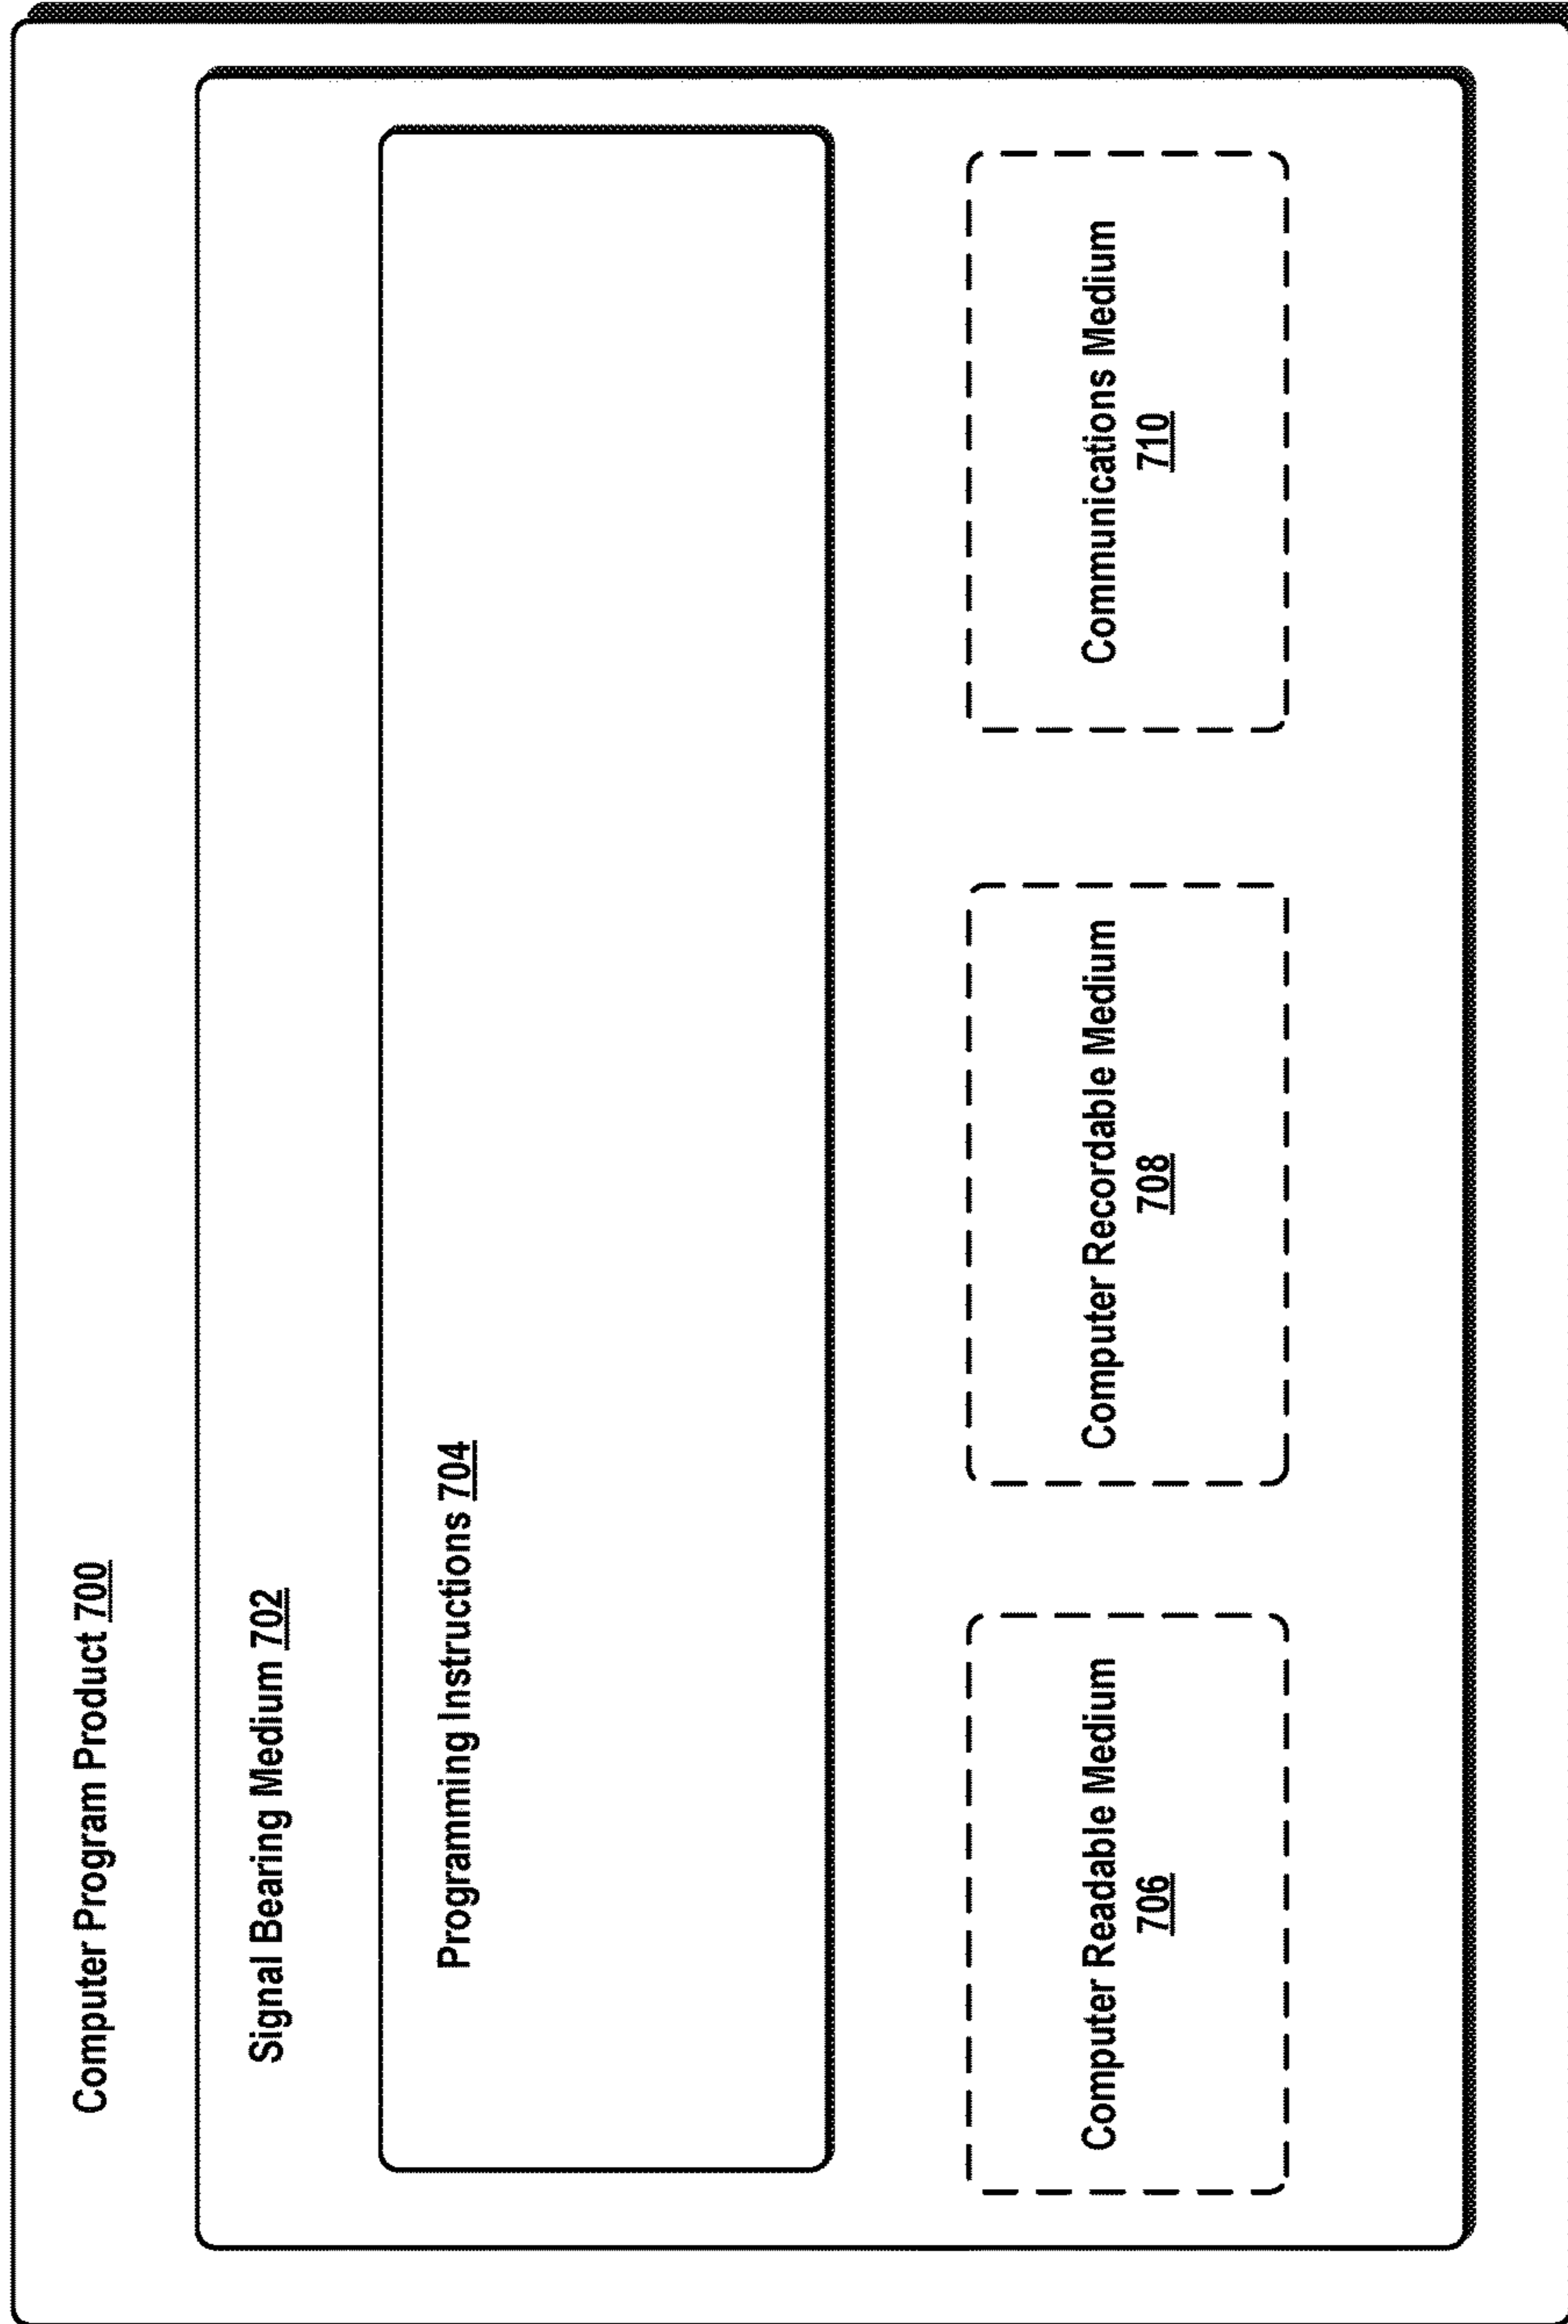 Computer Program Product 700
Signal Bearing Medium 702
Programming Instructions 704
Computer Readable Medium
706
Computer Recordable Medium
708
Communications Medium
710